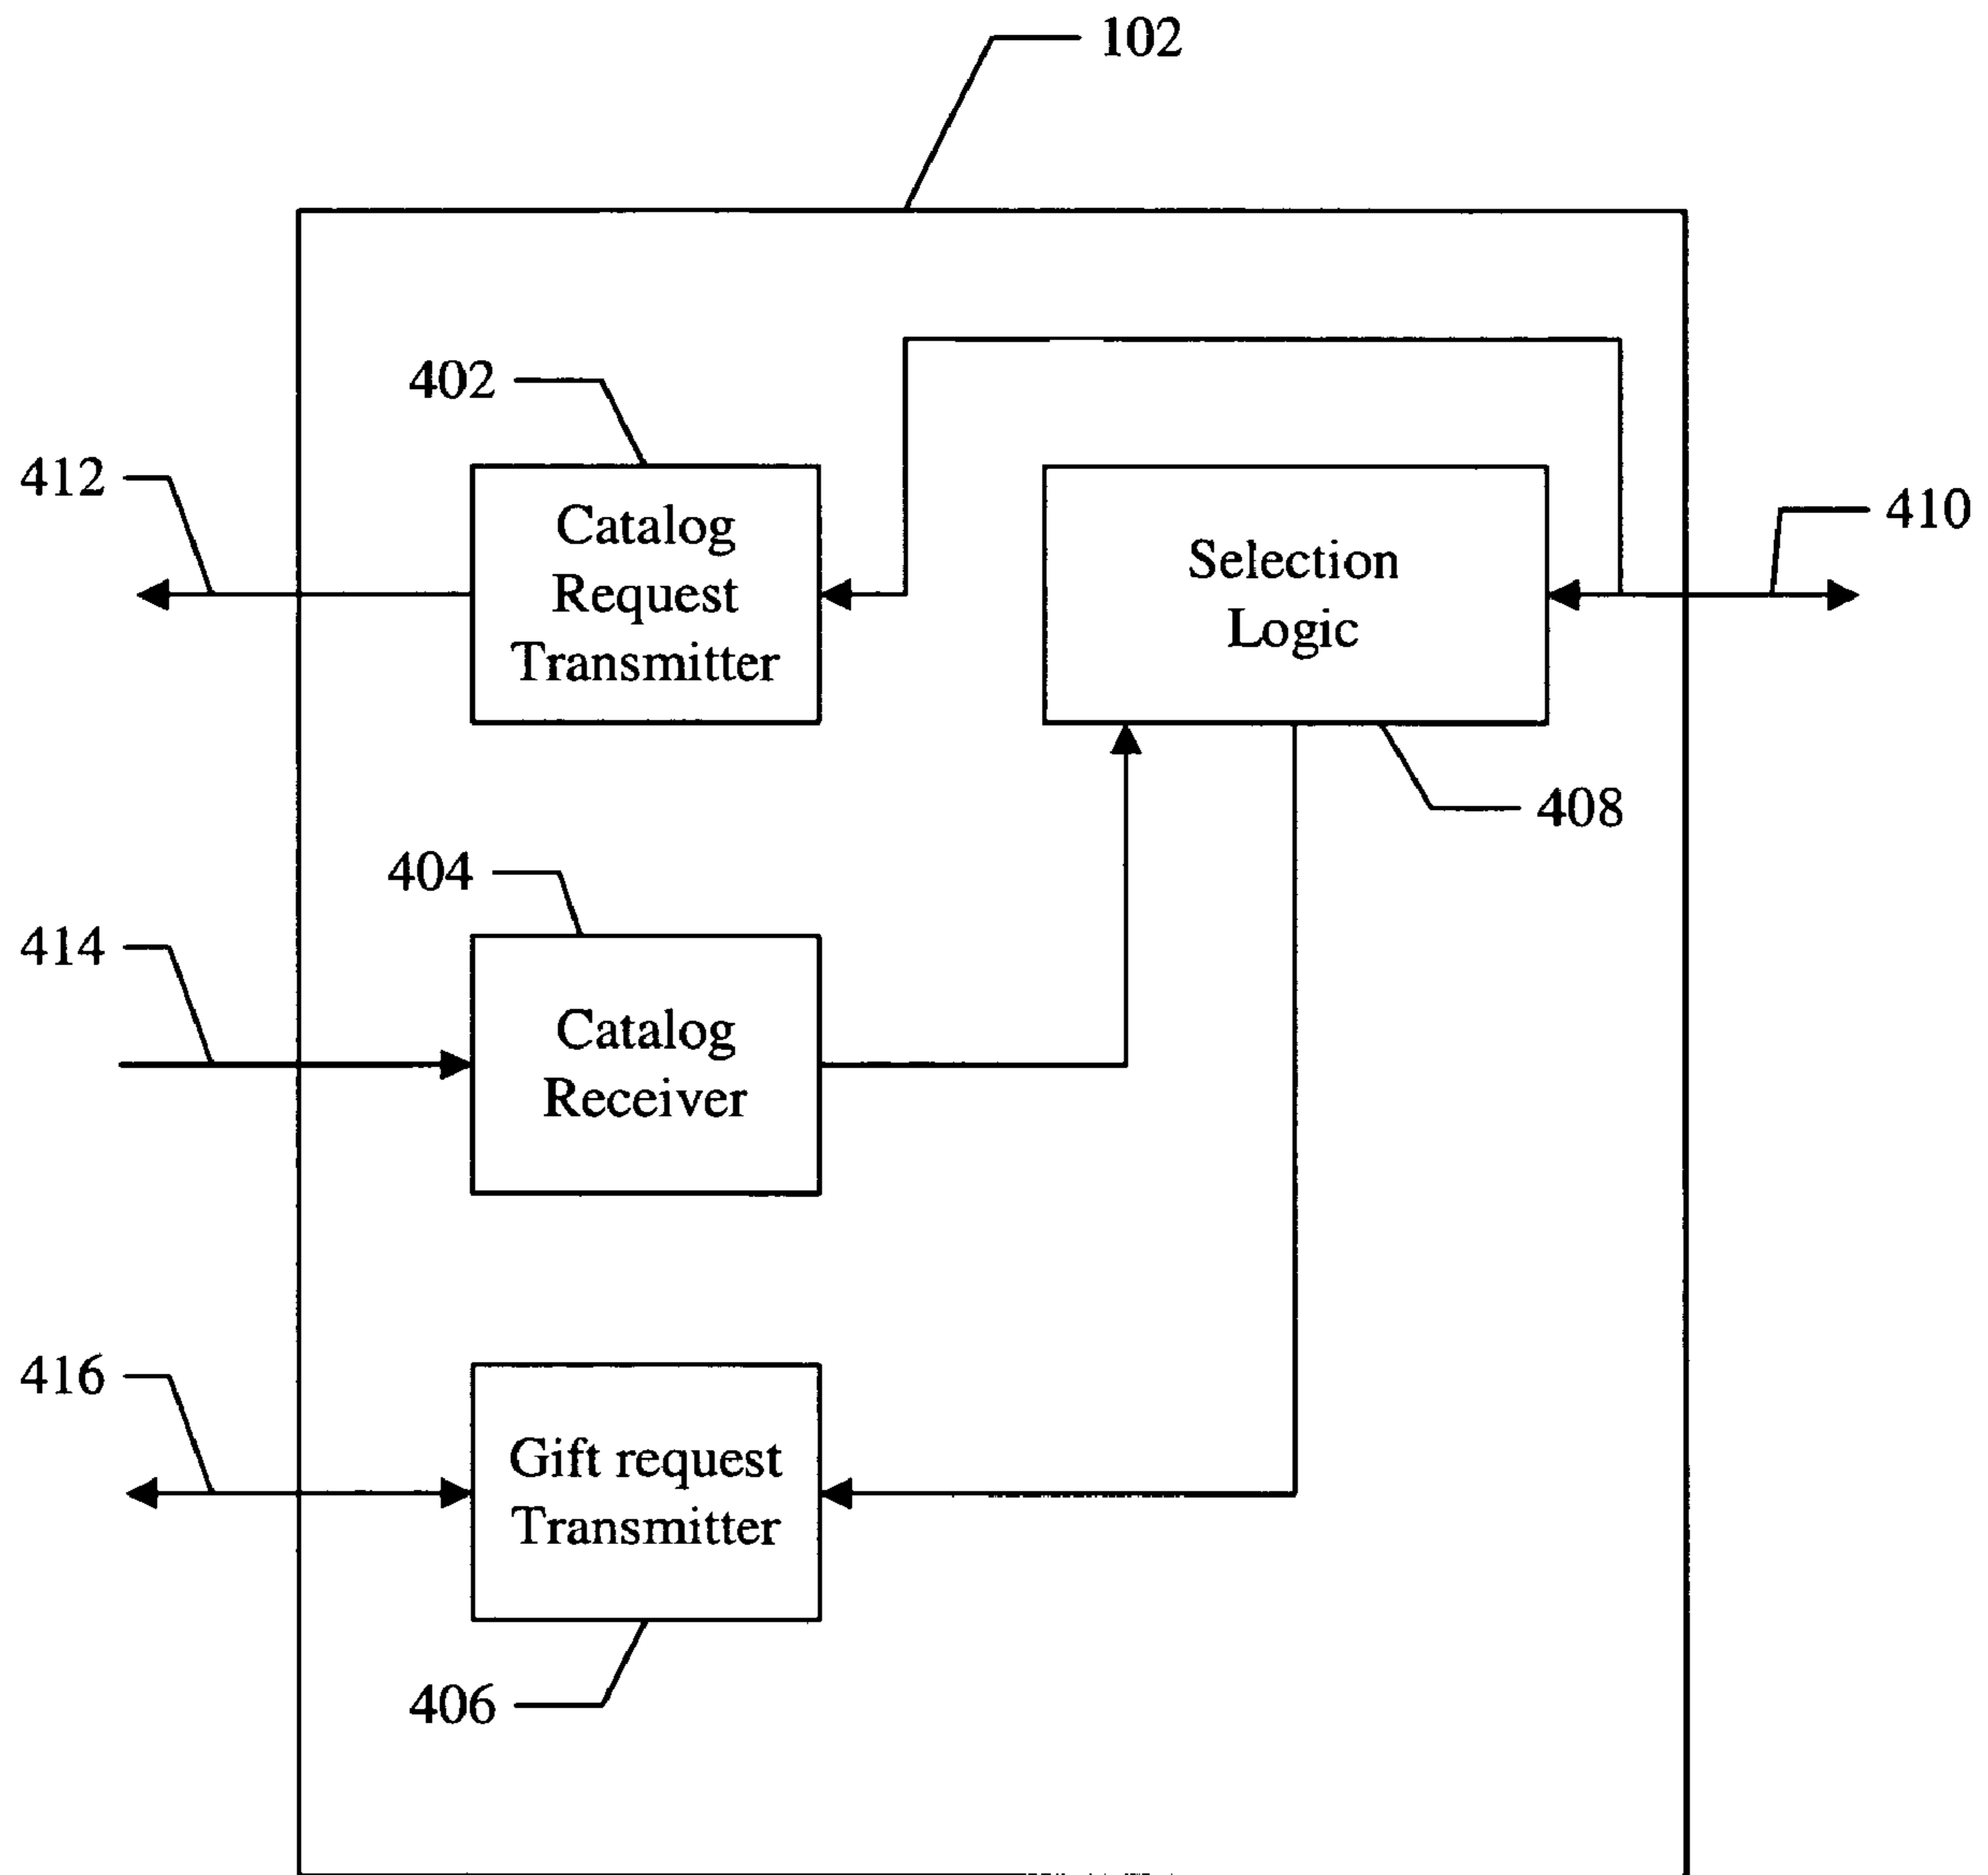 102
402
412
Catalog
Request
Transmitter
Selection
Logic
410
408
404
414
Catalog
Receiver
416
Gift request
Transmitter
406